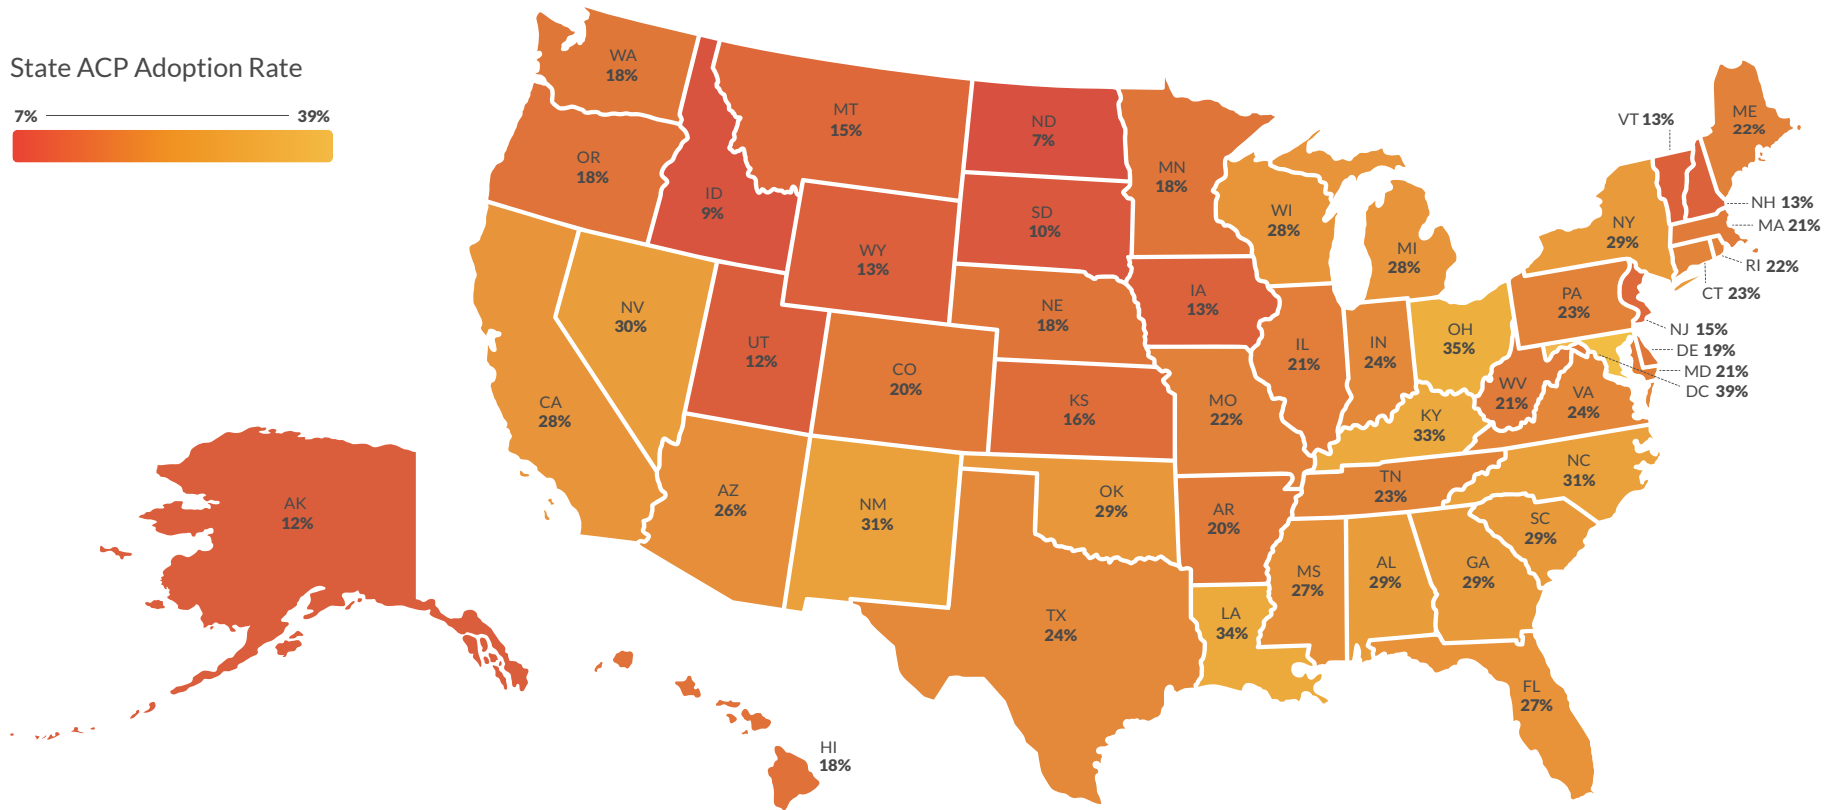 State ACP Adoption Rate
7%
39%
WA
18%
OR
18%
CA
28%
NV
30%
ID
9%
MT
15%
WY
13%
UT
12%
CO
20%
AZ
26%
NM
31%
ND
7%
SD
10%
NE
18%
KS
16%
OK
29%
TX
24%
MN
18%
IA
13%
MO
22%
AR
20%
LA
34%
WI
28%
IL
21%
MI
28%
IN
24%
OH
35%
KY
33%
TN
23%
MS
27%
AL
29%
GA
29%
FL
27%
SC
29%
NC
31%
VA
24%
WV
21%
PA
23%
NY
29%
VT 13%
ME
22%
NH 13%
MA 21%
RI 22%
CT 23%
NJ 15%
DE 19%
MD 21%
DC 39%
AK
12%
HI
18%